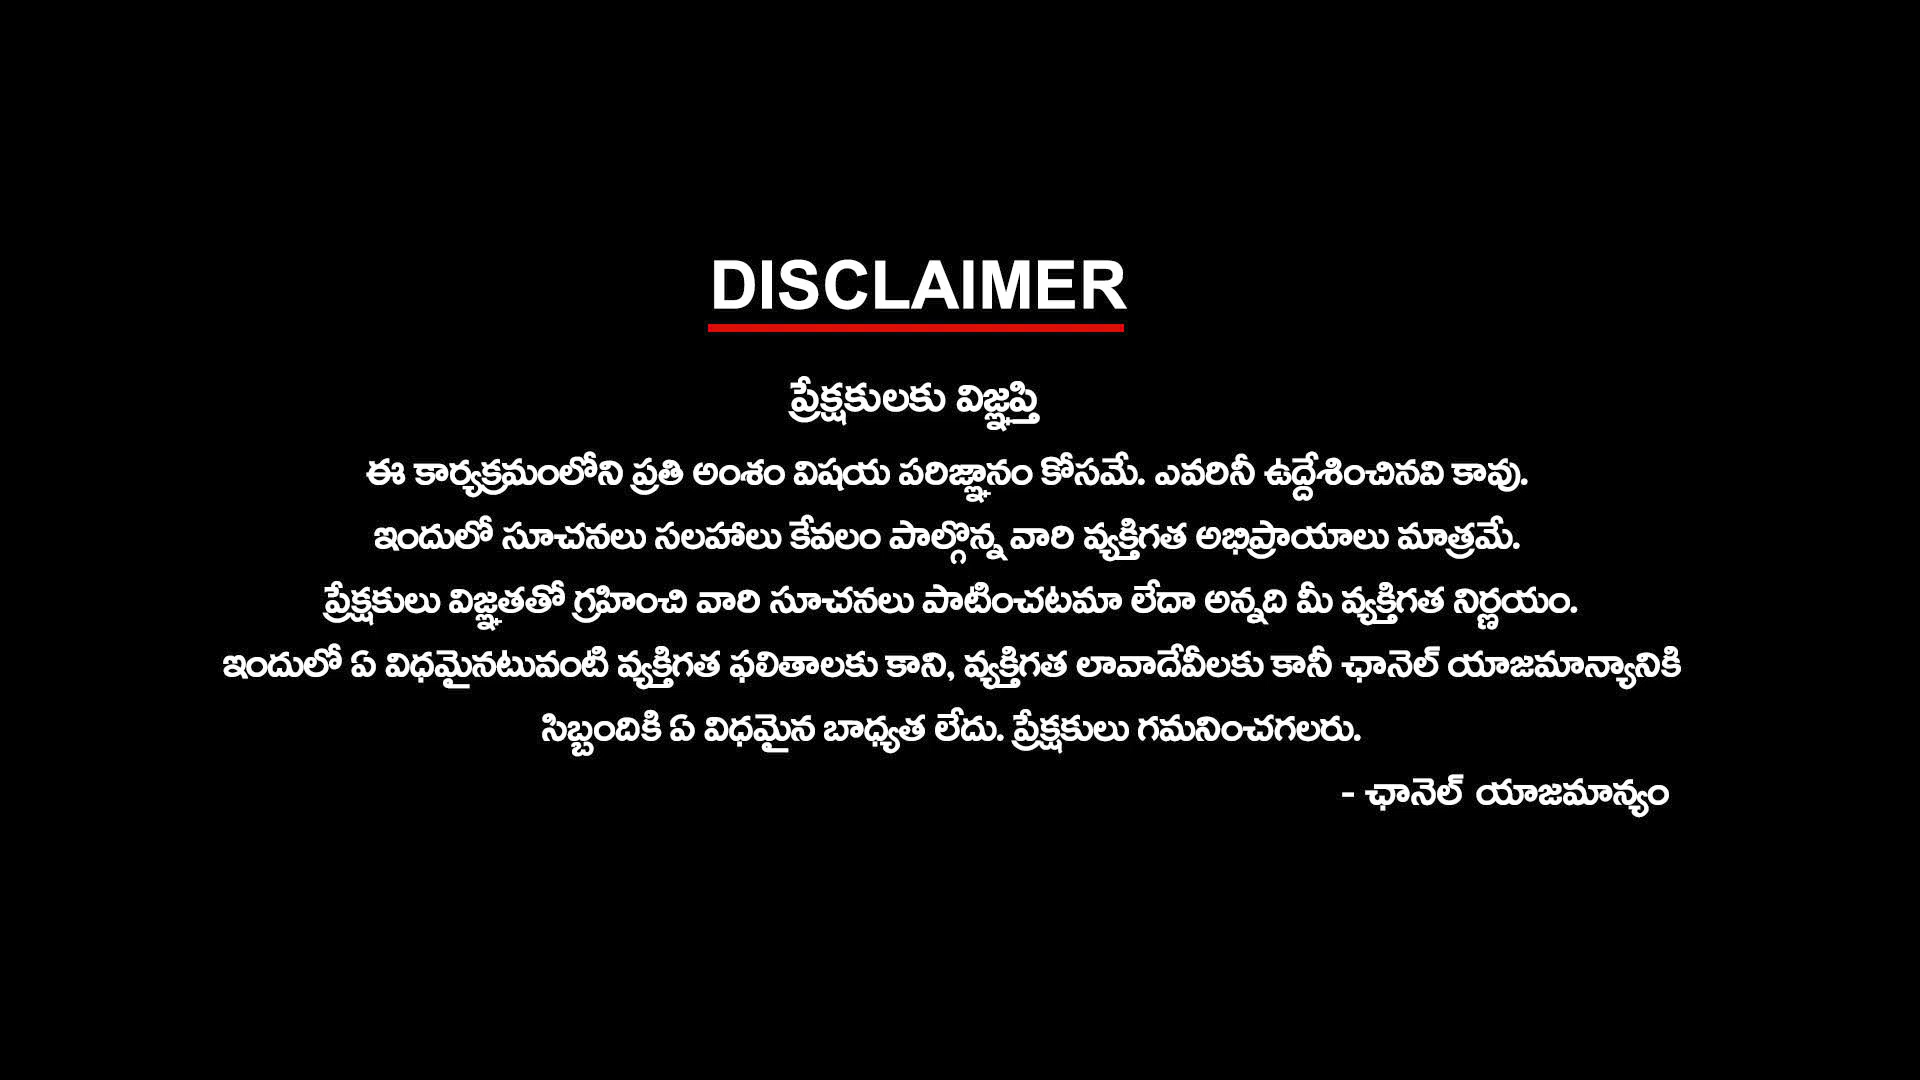 DISCLAIMER
ప్రేక్షకులకు విజ్ఞప్తి
ఈ కార్యక్రమంలోని ప్రతి అంశం విషయ పరిజ్ఞానం కోసమే. ఎవరినీ ఉద్దేశించినవి కావు.
ఇందులో సూచనలు సలహాలు కేవలం పాల్గొన్న వారి వ్యక్తిగత అభిప్రాయాలు మాత్రమే.
ప్రేక్షకులు విజ్ఞతతో గ్రహించి వారి సూచనలు పాటించటమా లేదా అన్నది మీ వ్యక్తిగత నిర్ణయం.
ఇందులో ఏ విధమైనటువంటి వ్యక్తిగత ఫలితాలకు కాని, వ్యక్తిగత లావాదేవీలకు కానీ ఛానెల్ యాజమాన్యానికి
సిబ్బందికి ఏ విధమైన బాధ్యత లేదు. ప్రేక్షకులు గమనించగలరు.
- ఛానెల్ యాజమాన్యం